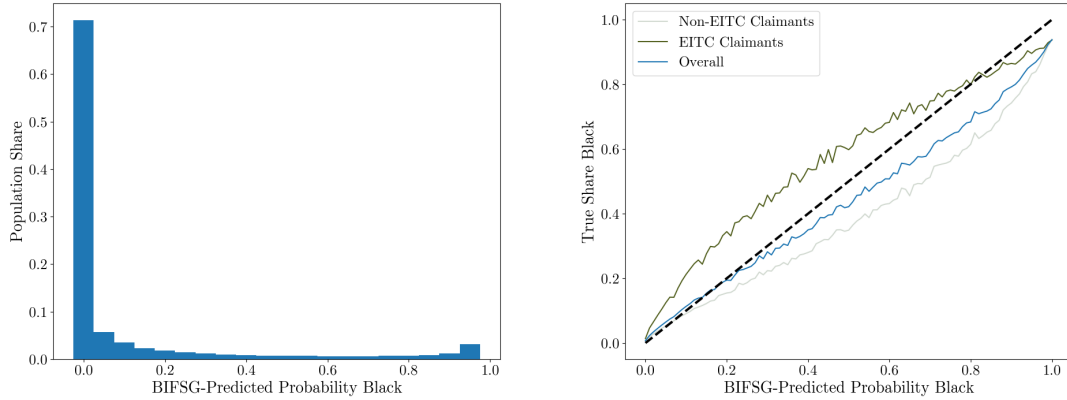 0.7
0.6
0.5
0.4
0.3
0.2
0.1
0.0
Population Share
0.0 0.2 0.4 0.6 0.8 1.0
BIFSG-Predicted Probability Black
Non-EITC Claimants
EITC Claimants
Overall
1.0
0.8
0.6
0.4
0.2
0.0
True Share Black
0.0 0.2 0.4 0.6 0.8 1.0
BIFSG-Predicted Probability Black